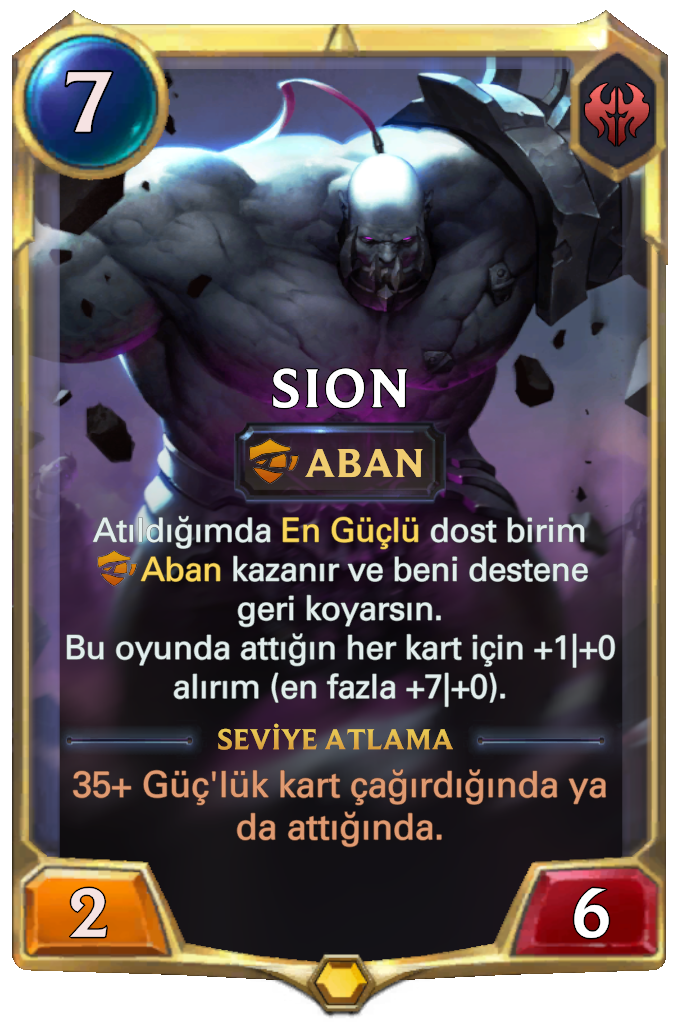 7
SION
ABAN
Atıldığımda En Güçlü dost birim
Aban kazanır ve beni destene
geri koyarsın.
Bu oyunda attığın her kart için +1|+0
alırım (en fazla +7|+0).
SEVİYE ATLAMA
35+ Güç'lük kart çağırdığında ya
da attığında.
2
6